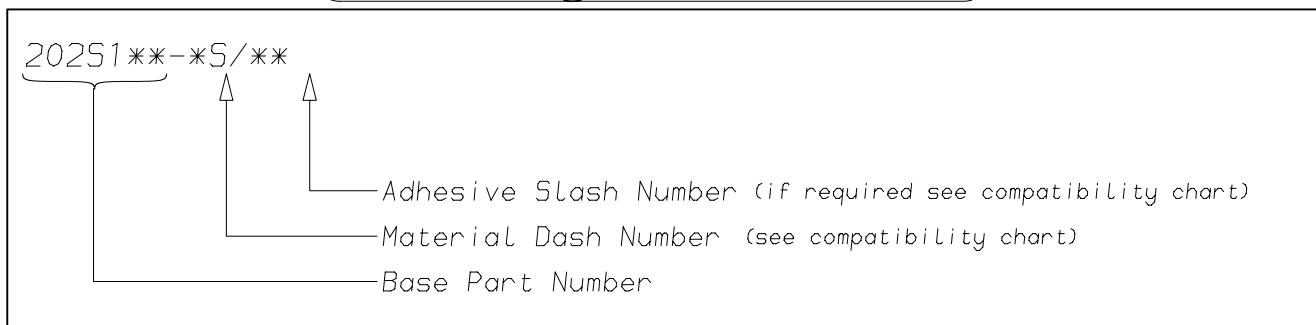 202S1**-*S/**
Adhesive Slash Number (if required see compatibility chart)
Material Dash Number (see compatibility chart)
Base Part Number